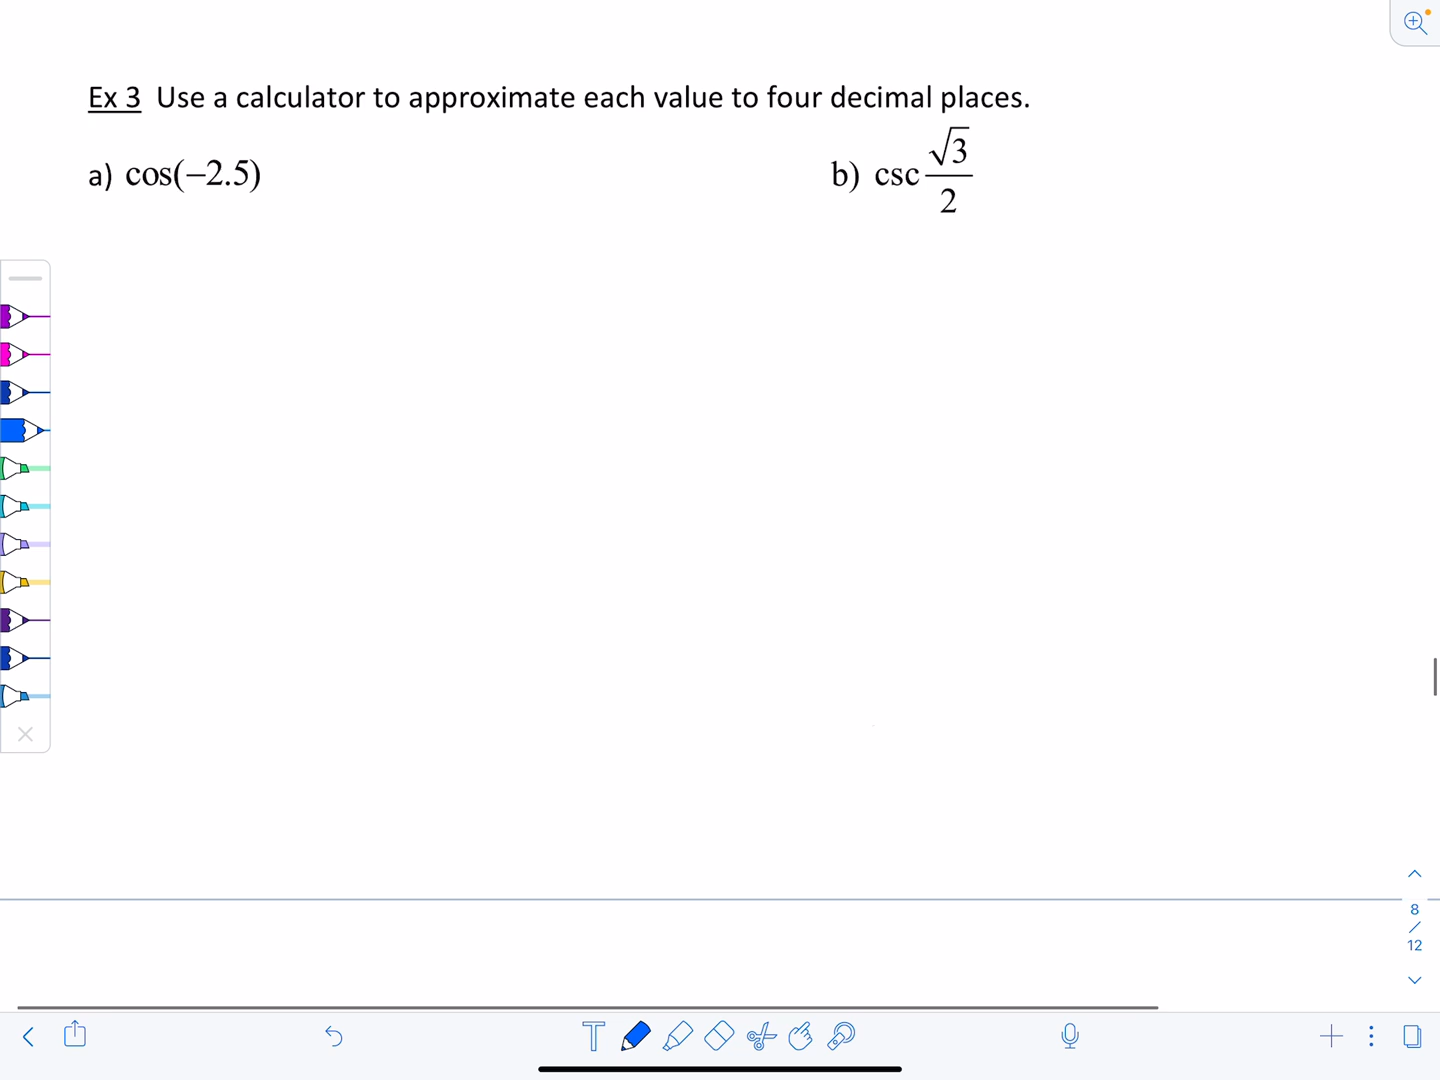 Ex 3 Use a calculator to approximate each value to four decimal places.
a) cos(−2.5)
b) csc √3/2
8
/
12
T